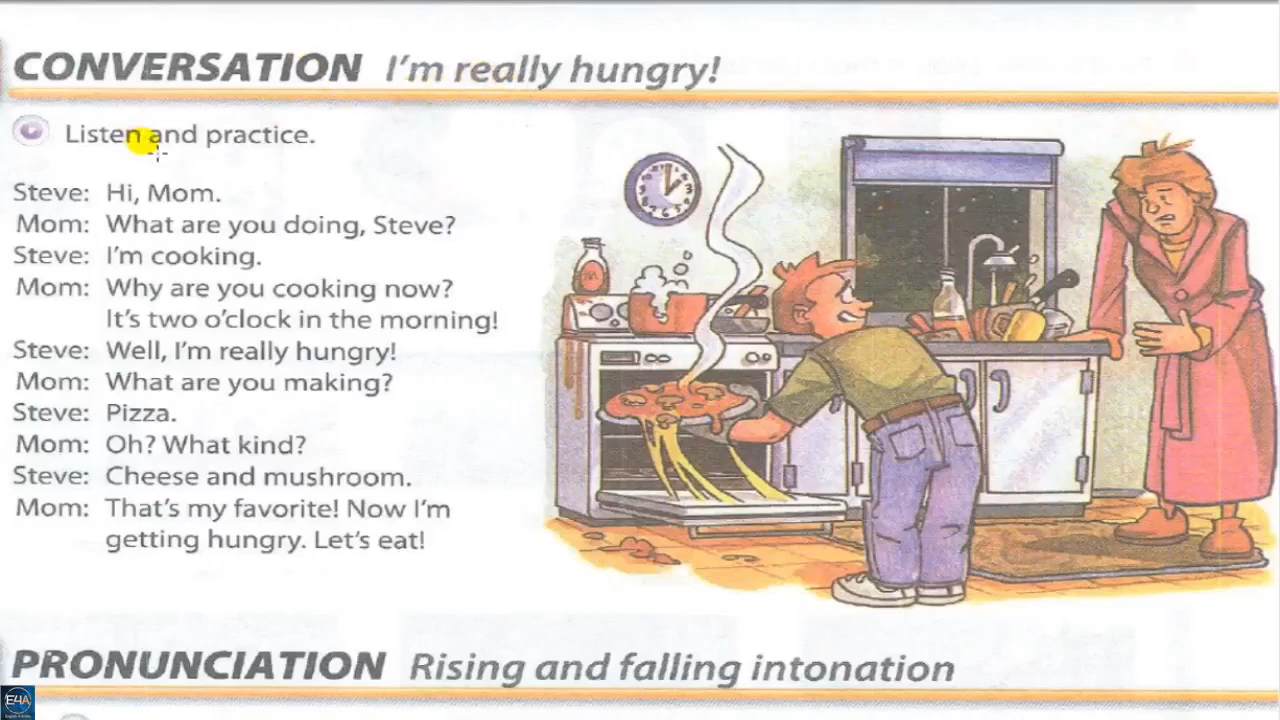 CONVERSATION I'm really hungry!
Listen and practice.
Steve: Hi, Mom.
Mom: What are you doing, Steve?
Steve: I'm cooking.
Mom: Why are you cooking now?
It's two o'clock in the morning!
Steve: Well, I'm really hungry!
Mom: What are you making?
Steve: Pizza.
Mom: Oh? What kind?
Steve: Cheese and mushroom.
Mom: That's my favorite! Now I'm
getting hungry. Let's eat!
PRONUNCIATION Rising and falling intonation
E4A